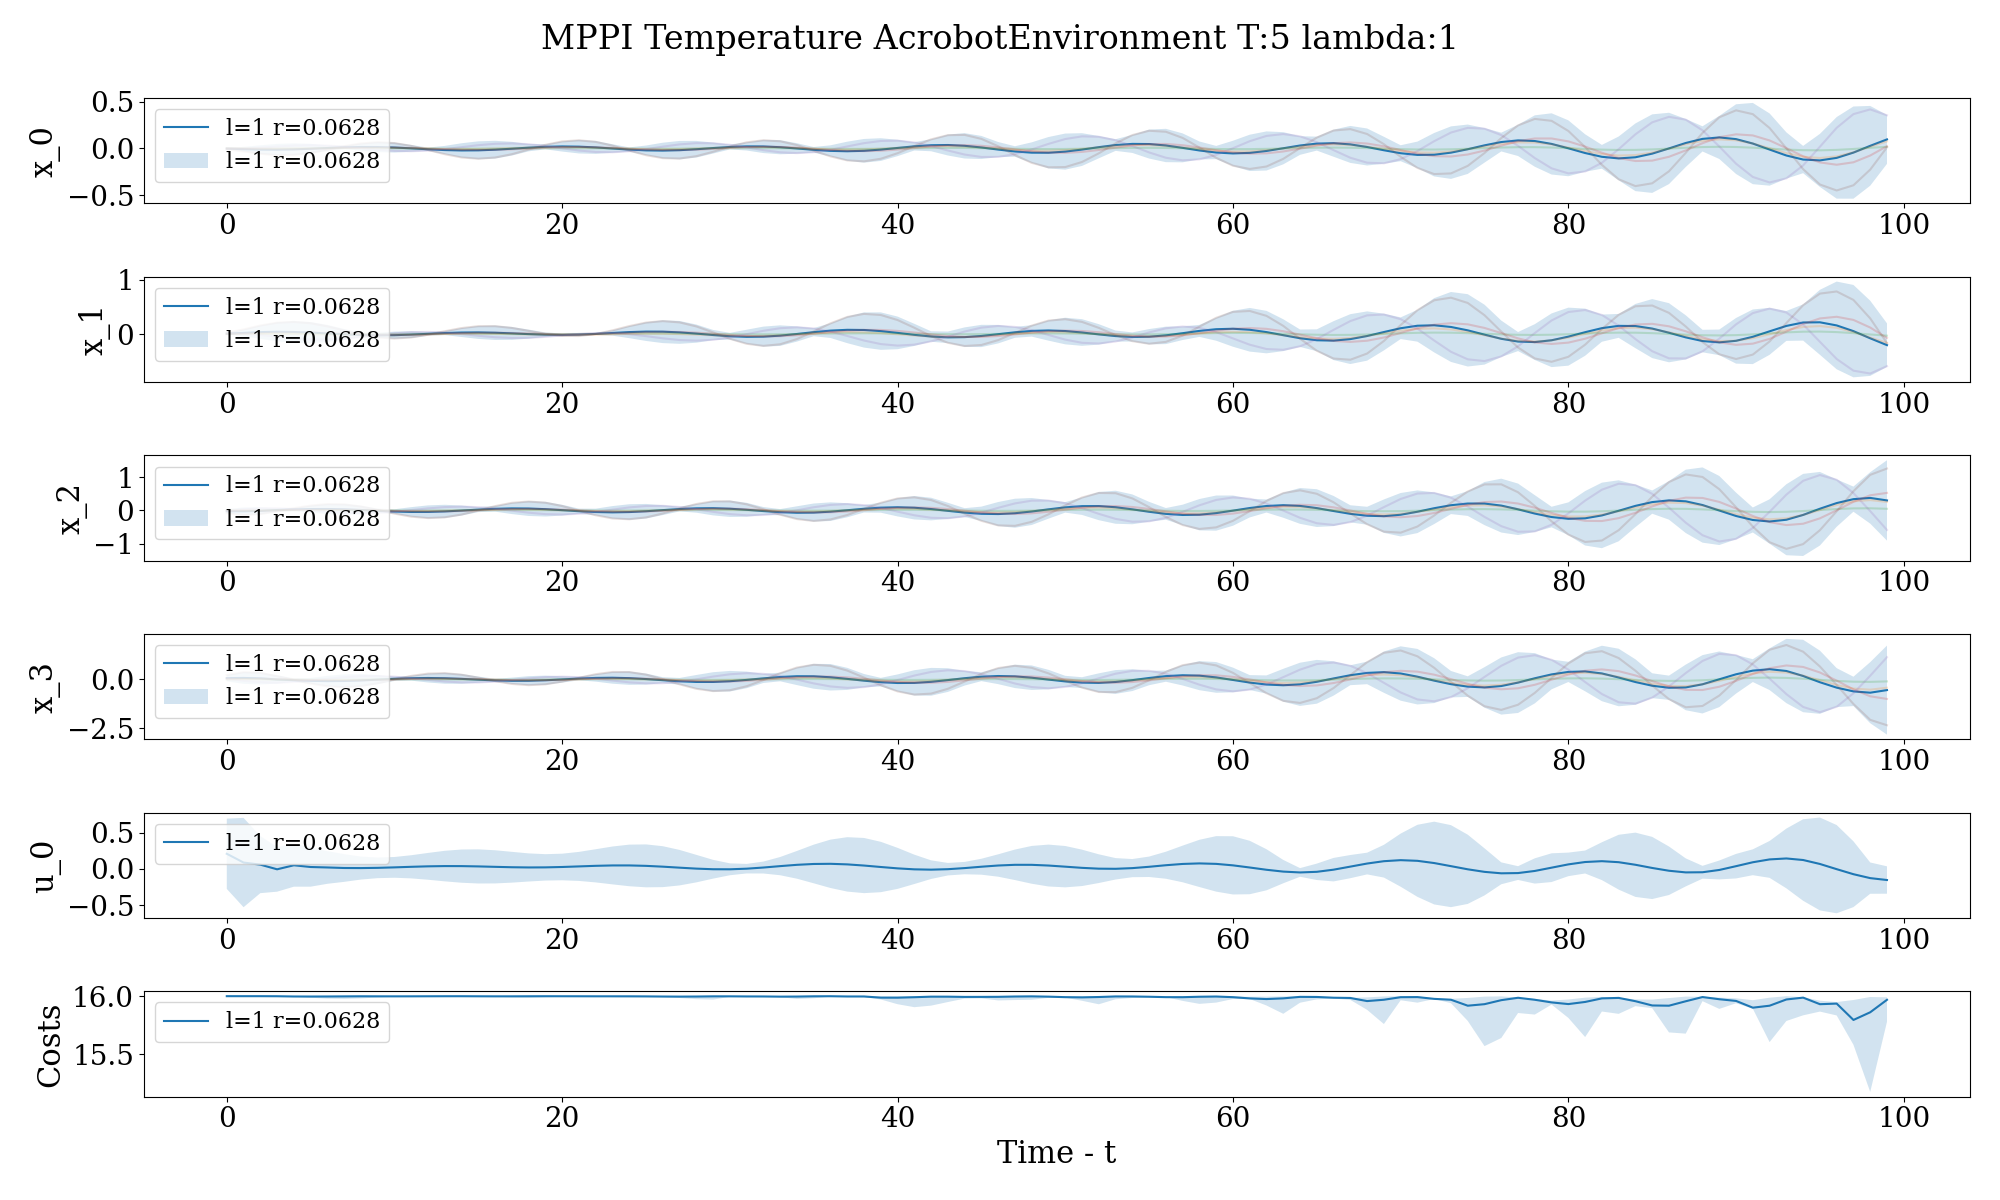 MPPI Temperature AcrobotEnvironment T:5 lambda:1
x_0
0.5
0.0
−0.5
l=1 r=0.0628
l=1 r=0.0628
0 20 40 60 80 100
x_1
1
0
l=1 r=0.0628
l=1 r=0.0628
0 20 40 60 80 100
x_2
1
0
−1
l=1 r=0.0628
l=1 r=0.0628
0 20 40 60 80 100
x_3
0.0
−2.5
l=1 r=0.0628
l=1 r=0.0628
0 20 40 60 80 100
u_0
0.5
0.0
−0.5
l=1 r=0.0628
0 20 40 60 80 100
Costs
16.0
15.5
l=1 r=0.0628
0 20 40 60 80 100
Time - t